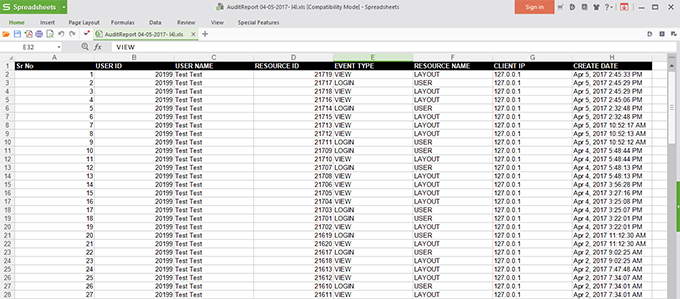 S Spreadsheets AuditReport 04-05-2017- (4).xls [Compatibility Mode] - Spreadsheets Sign in
Home Insert Page Layout Formulas Data Review View Special Features
AuditReport 04-05-2017- (4).xls
E32 fx VIEW
A B C D E F G H
1 Sr No USER ID USER NAME RESOURCE ID EVENT TYPE RESOURCE NAME CLIENT IP CREATE DATE
2 1 20199 Test Test 21719 VIEW LAYOUT 127.0.0.1 Apr 5, 2017 2:45:33 PM
3 2 20199 Test Test 21717 LOGIN USER 127.0.0.1 Apr 5, 2017 2:45:29 PM
4 3 20199 Test Test 21718 VIEW LAYOUT 127.0.0.1 Apr 5, 2017 2:45:29 PM
5 4 20199 Test Test 21716 VIEW LAYOUT 127.0.0.1 Apr 5, 2017 2:45:06 PM
6 5 20199 Test Test 21714 LOGIN USER 127.0.0.1 Apr 5, 2017 2:32:48 PM
7 6 20199 Test Test 21715 VIEW LAYOUT 127.0.0.1 Apr 5, 2017 2:32:48 PM
8 7 20199 Test Test 21713 VIEW LAYOUT 127.0.0.1 Apr 5, 2017 10:52:17 AM
9 8 20199 Test Test 21712 VIEW LAYOUT 127.0.0.1 Apr 5, 2017 10:52:13 AM
10 9 20199 Test Test 21711 LOGIN USER 127.0.0.1 Apr 5, 2017 10:52:12 AM
11 10 20199 Test Test 21709 LOGIN USER 127.0.0.1 Apr 4, 2017 5:48:44 PM
12 11 20199 Test Test 21710 VIEW LAYOUT 127.0.0.1 Apr 4, 2017 5:48:44 PM
13 12 20199 Test Test 21707 LOGIN USER 127.0.0.1 Apr 4, 2017 5:48:13 PM
14 13 20199 Test Test 21708 VIEW LAYOUT 127.0.0.1 Apr 4, 2017 5:48:13 PM
15 14 20199 Test Test 21706 VIEW LAYOUT 127.0.0.1 Apr 4, 2017 3:56:28 PM
16 15 20199 Test Test 21705 VIEW LAYOUT 127.0.0.1 Apr 4, 2017 3:27:16 PM
17 16 20199 Test Test 21704 VIEW LAYOUT 127.0.0.1 Apr 4, 2017 3:25:08 PM
18 17 20199 Test Test 21703 LOGIN USER 127.0.0.1 Apr 4, 2017 3:25:07 PM
19 18 20199 Test Test 21701 LOGIN USER 127.0.0.1 Apr 4, 2017 3:22:01 PM
20 19 20199 Test Test 21702 VIEW LAYOUT 127.0.0.1 Apr 4, 2017 3:22:01 PM
21 20 20199 Test Test 21619 LOGIN USER 127.0.0.1 Apr 2, 2017 11:12:30 AM
22 21 20199 Test Test 21620 VIEW LAYOUT 127.0.0.1 Apr 2, 2017 11:12:30 AM
23 22 20199 Test Test 21617 LOGIN USER 127.0.0.1 Apr 2, 2017 9:02:25 AM
24 23 20199 Test Test 21618 VIEW LAYOUT 127.0.0.1 Apr 2, 2017 9:02:25 AM
25 24 20199 Test Test 21613 VIEW LAYOUT 127.0.0.1 Apr 2, 2017 7:47:48 AM
26 25 20199 Test Test 21612 VIEW LAYOUT 127.0.0.1 Apr 2, 2017 7:34:07 AM
27 26 20199 Test Test 21610 LOGIN USER 127.0.0.1 Apr 2, 2017 7:34:01 AM
28 27 20199 Test Test 21611 VIEW LAYOUT 127.0.0.1 Apr 2, 2017 7:34:01 AM